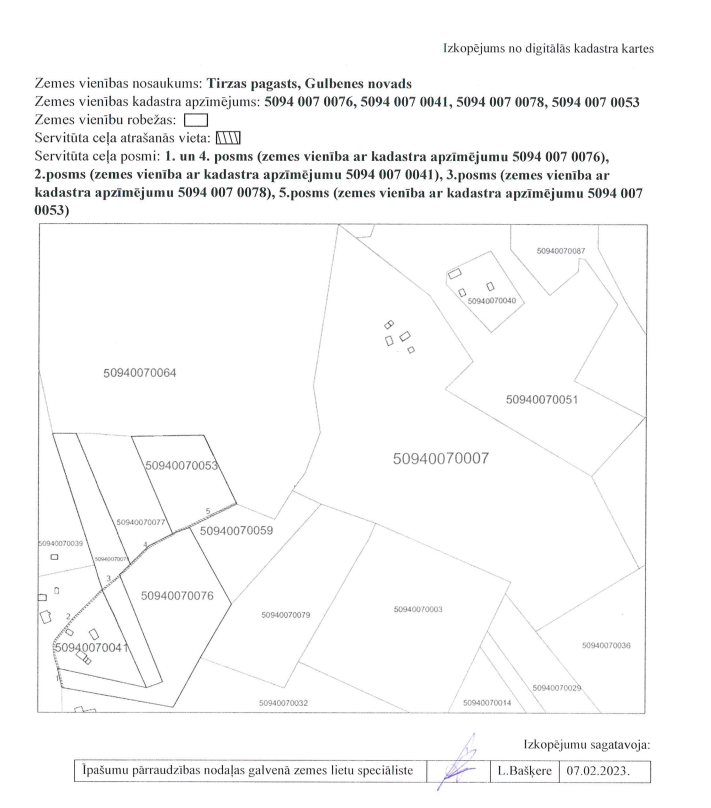 Izkopējums no digitālās kadastra kartes
Zemes vienības nosaukums: Tirzas pagasts, Gulbenes novads
Zemes vienības kadastra apzīmējums: 5094 007 0076, 5094 007 0041, 5094 007 0078, 5094 007 0053
Zemes vienību robežas:
Servitūta ceļa atrašanās vieta:
Servitūta ceļa posmi: 1. un 4. posms (zemes vienība ar kadastra apzīmējumu 5094 007 0076),
2.posms (zemes vienība ar kadastra apzīmējumu 5094 007 0041), 3.posms (zemes vienība ar
kadastra apzīmējumu 5094 007 0078), 5.posms (zemes vienība ar kadastra apzīmējumu 5094 007
0053)
50940070087
50940070040
50940070064
50940070051
50940070007
50940070053
5
50940070077
50940070059
50940070039
4
3
50940070076
50940070079
50940070003
2
50940070041
50940070036
50940070029
50940070032
50940070014
Izkopējumu sagatavoja:
Īpašumu pārraudzības nodaļas galvenā zemes lietu speciāliste L.Bašķere 07.02.2023.